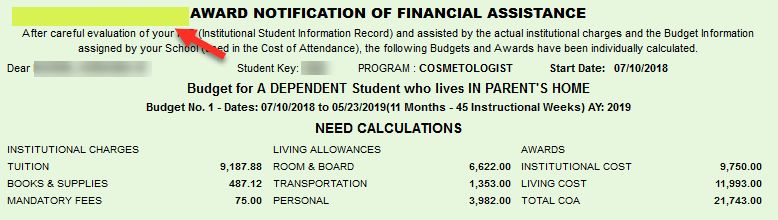 AWARD NOTIFICATION OF FINANCIAL ASSISTANCE
After careful evaluation of your (Institutional Student Information Record) and assisted by the actual institutional charges and the Budget Information
assigned by your School in the Cost of Attendance), the following Budgets and Awards have been individually calculated.
Dear Student Key: PROGRAM : COSMETOLOGIST Start Date: 07/10/2018
Budget for A DEPENDENT Student who lives IN PARENT'S HOME
Budget No. 1 - Dates: 07/10/2018 to 05/23/2019(11 Months - 45 Instructional Weeks) AY: 2019
NEED CALCULATIONS
INSTITUTIONAL CHARGES LIVING ALLOWANCES AWARDS
TUITION 9,187.88 ROOM & BOARD 6,622.00 INSTITUTIONAL COST 9,750.00
BOOKS & SUPPLIES 487.12 TRANSPORTATION 1,353.00 LIVING COST 11,993.00
MANDATORY FEES 75.00 PERSONAL 3,982.00 TOTAL COA 21,743.00